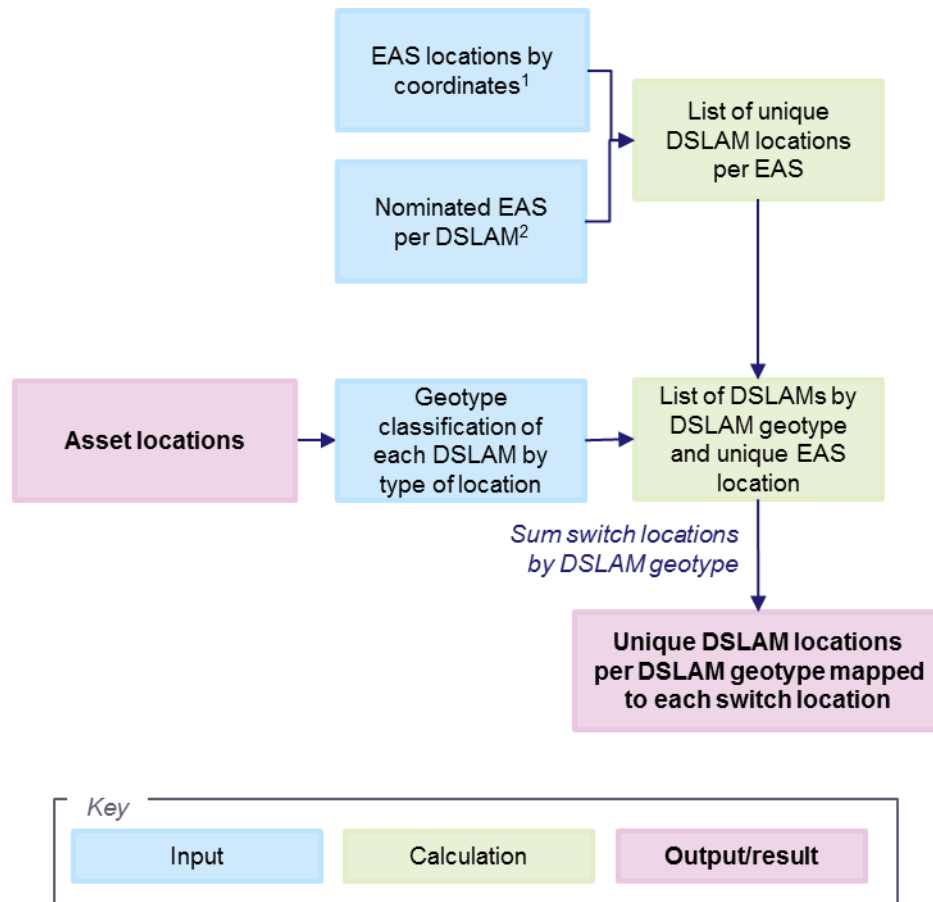 EAS locations by
coordinates¹
List of unique
DSLAM locations
per EAS
Nominated EAS
per DSLAM²
Asset locations
Geotype
classification of
each DSLAM by
type of location
List of DSLAMs by
DSLAM geotype
and unique EAS
location
Sum switch locations
by DSLAM geotype
Unique DSLAM locations
per DSLAM geotype mapped
to each switch location
Key
Input
Calculation
Output/result